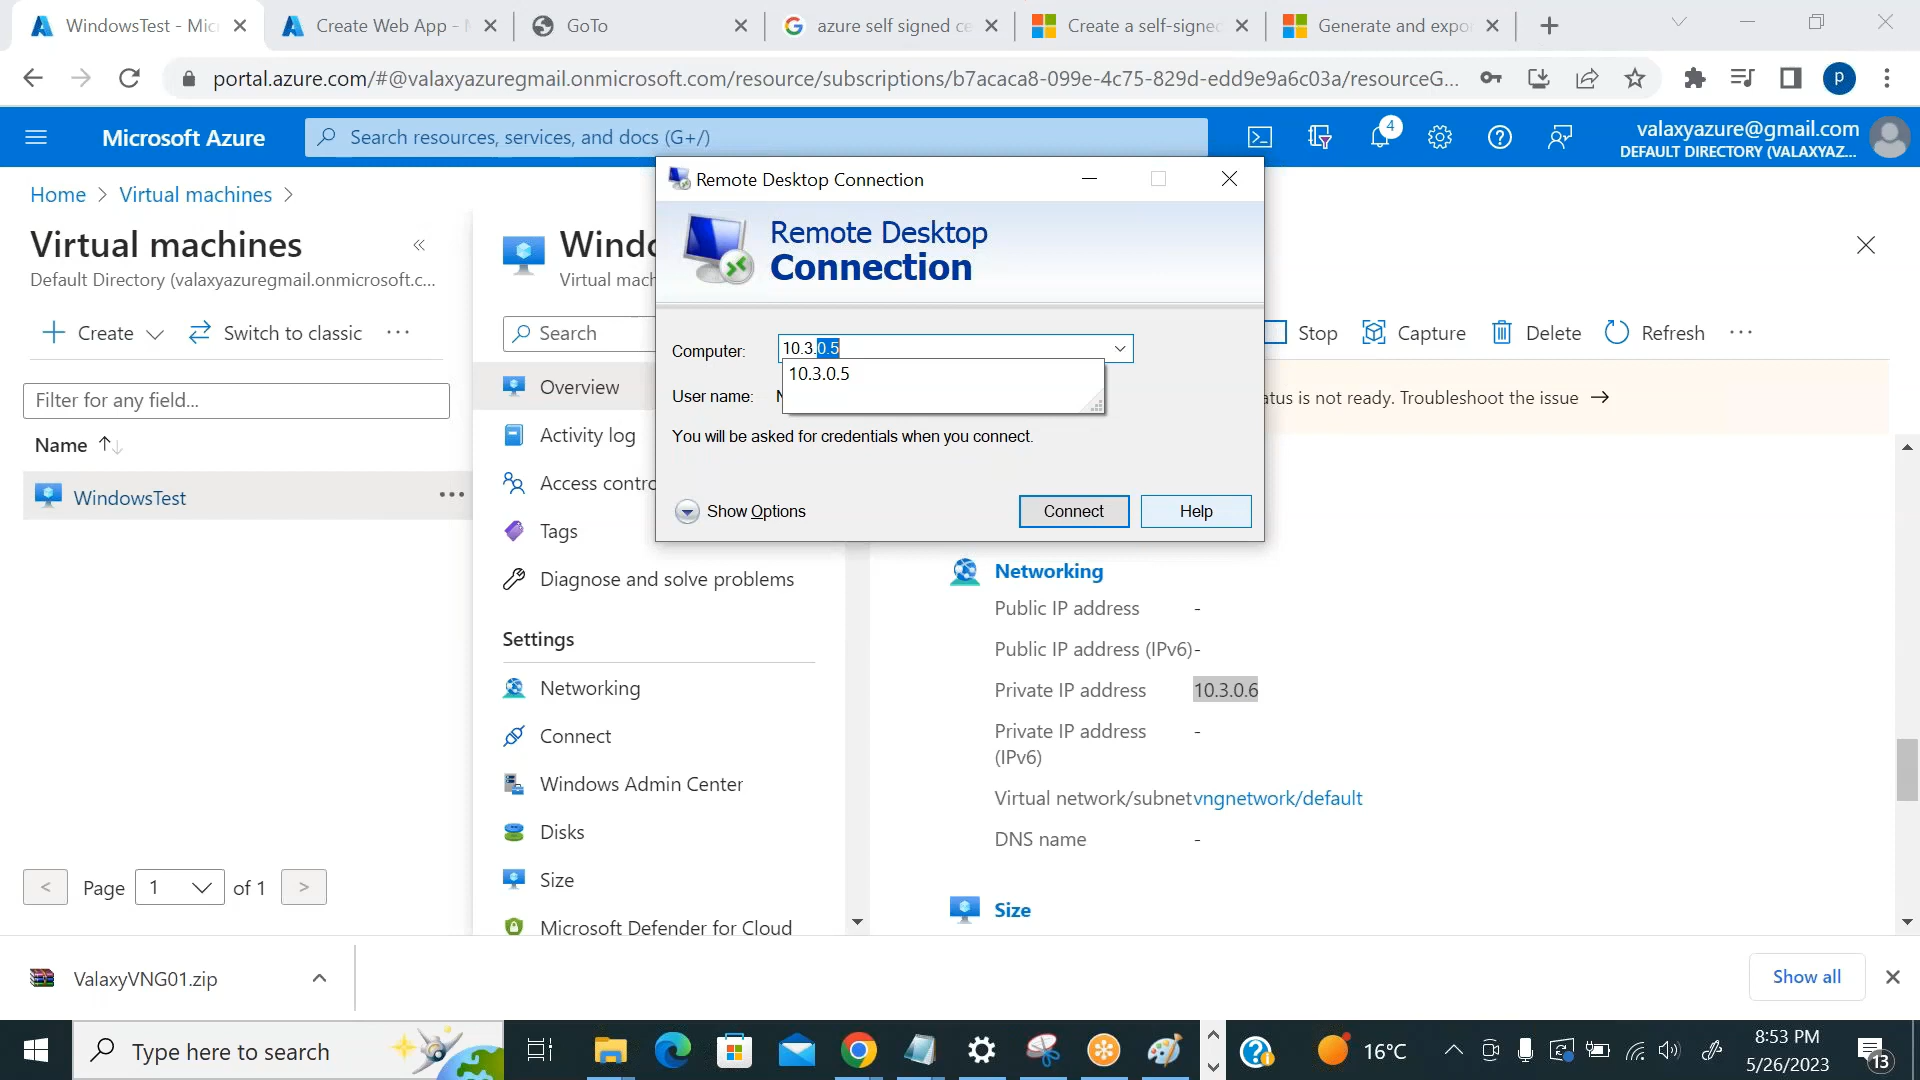 WindowsTest - Mic
Create Web App - M
GoTo
azure self signed ce
Create a self-signed
Generate and expor
portal.azure.com/#@valaxyazuregmail.onmicrosoft.com/resource/subscriptions/b7acaca8-099e-4c75-829d-edd9e9a6c03a/resourceG...
P
Microsoft Azure
Search resources, services, and docs (G+/)
4
valaxyazure@gmail.com
DEFAULT DIRECTORY (VALAXYAZ...
Home > Virtual machines >
Virtual machines
Default Directory (valaxyazuregmail.onmicrosoft.c...
Create
Switch to classic
Filter for any field...
Name
WindowsTest
Page 1 of 1
Windo
Virtual mach
Search
Overview
Activity log
Access contro
Tags
Diagnose and solve problems
Settings
Networking
Connect
Windows Admin Center
Disks
Size
Microsoft Defender for Cloud
Remote Desktop Connection
Remote Desktop
Connection
Computer: 10.3.0.5
10.3.0.5
User name:
You will be asked for credentials when you connect.
Show Options
Connect
Help
Stop
Capture
Delete
Refresh
atus is not ready. Troubleshoot the issue →
Networking
Public IP address -
Public IP address (IPv6) -
Private IP address 10.3.0.6
Private IP address (IPv6) -
Virtual network/subnet vngnetwork/default
DNS name -
Size
ValaxyVNG01.zip
Show all
Type here to search
16°C
8:53 PM
5/26/2023
13